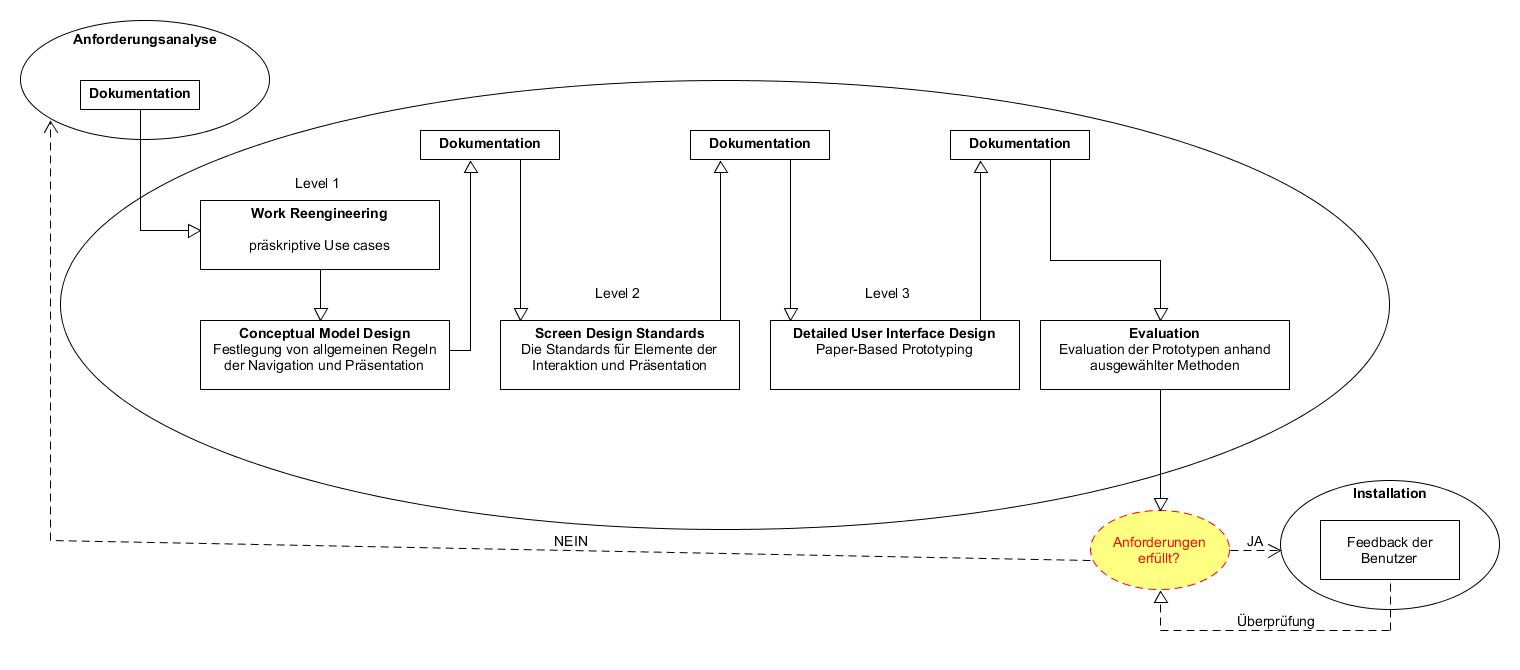 Anforderungsanalyse
Dokumentation
Dokumentation
Dokumentation
Dokumentation
Level 1
Work Reengineering
präskriptive Use cases
Level 2
Level 3
Conceptual Model Design
Festlegung von allgemeinen Regeln
der Navigation und Präsentation
Screen Design Standards
Die Standards für Elemente der
Interaktion und Präsentation
Detailed User Interface Design
Paper-Based Prototyping
Evaluation
Evaluation der Prototypen anhand
ausgewählter Methoden
NEIN
Anforderungen
erfüllt?
JA
Installation
Feedback der
Benutzer
Überprüfung